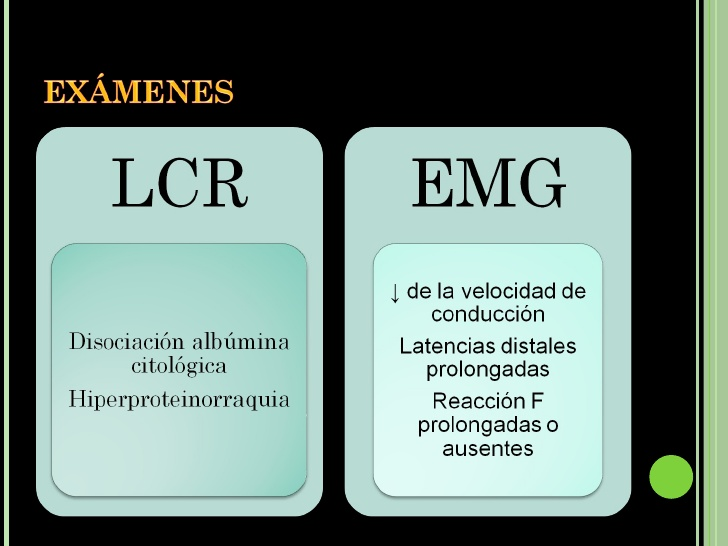 EXÁMENES
LCR
Disociación albúmina
citológica
Hiperproteinorraquia
EMG
↓ de la velocidad de
conducción
Latencias distales
prolongadas
Reacción F
prolongadas o
ausentes